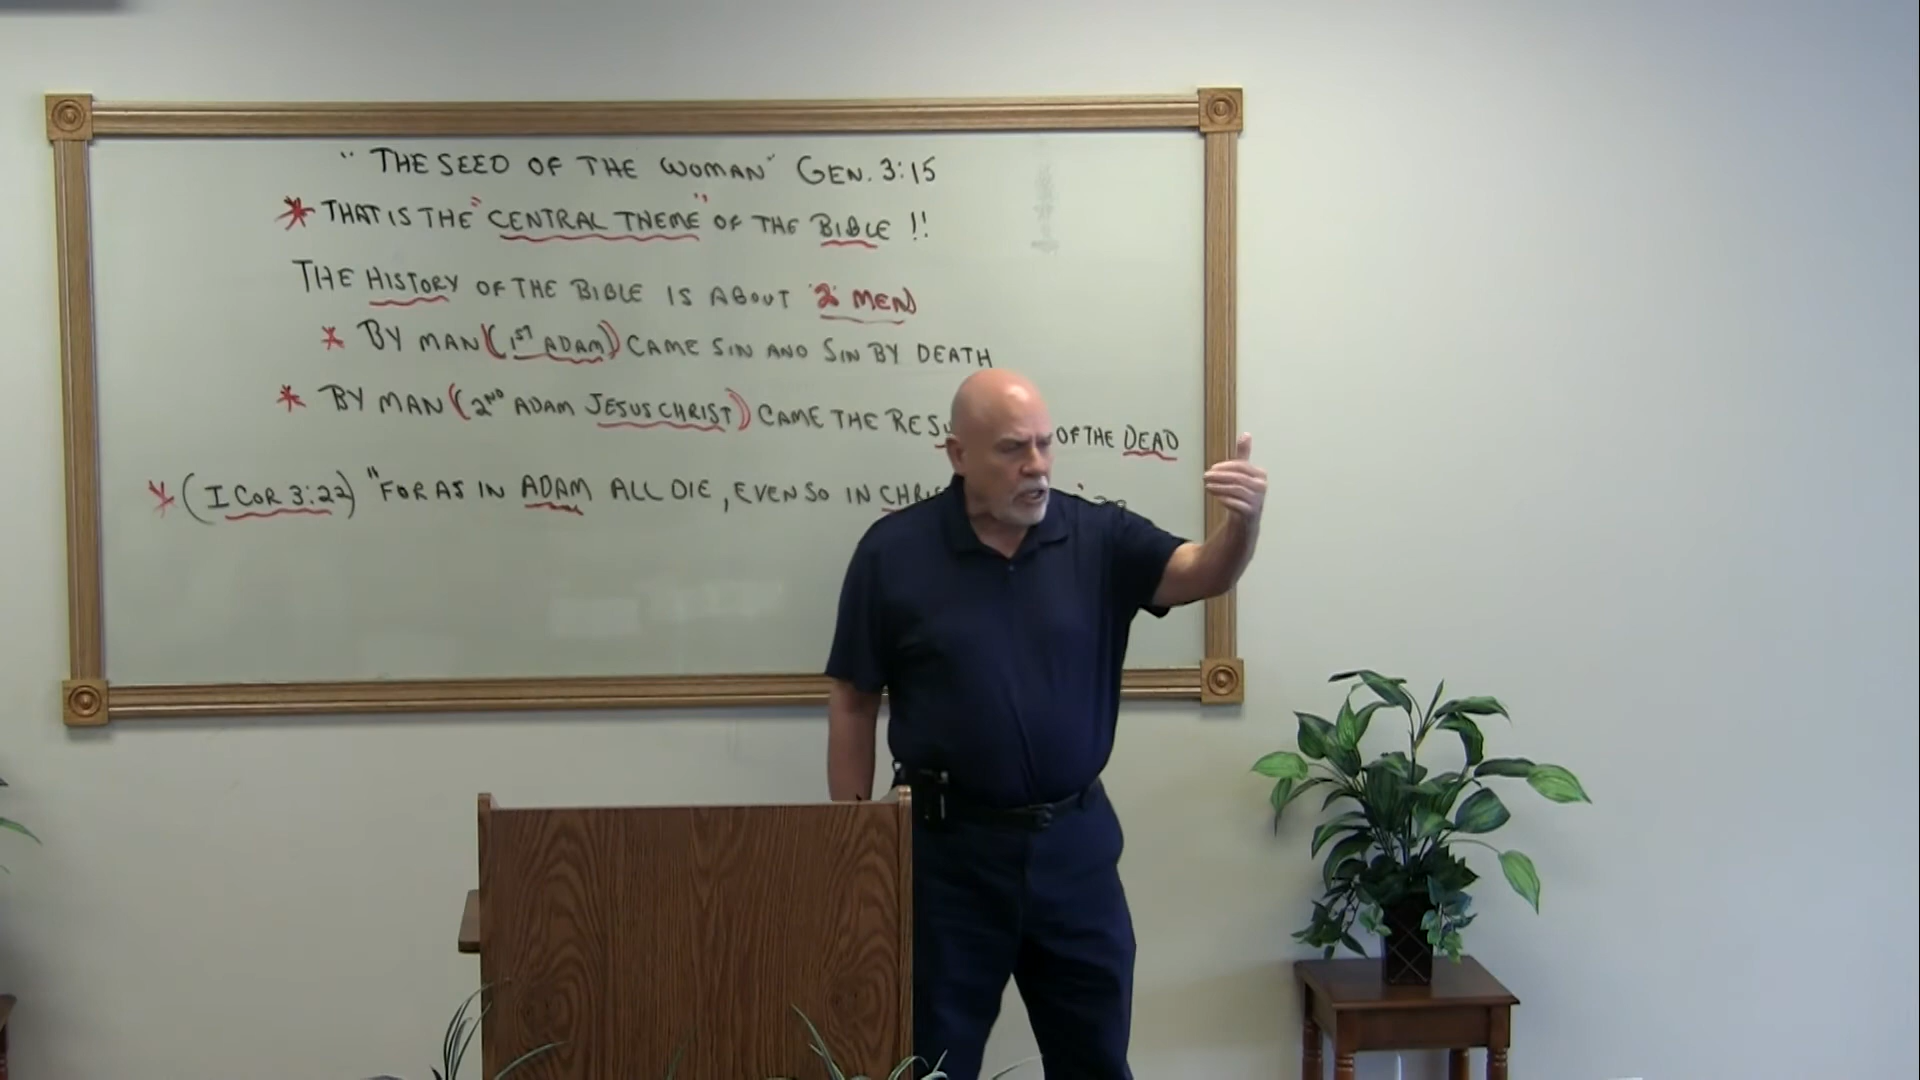 "THE SEED OF THE WOMAN" GEN. 3:15
* THAT IS THE "CENTRAL THEME" OF THE BIBLE !!
THE HISTORY OF THE BIBLE IS ABOUT '2' MEN
* BY MAN (1ST ADAM) CAME SIN AND SIN BY DEATH
* BY MAN (2ND ADAM JESUS CHRIST) CAME THE OF THE DEAD
* (I COR 3:22) "FOR AS IN ADAM ALL DIE, EVEN SO IN